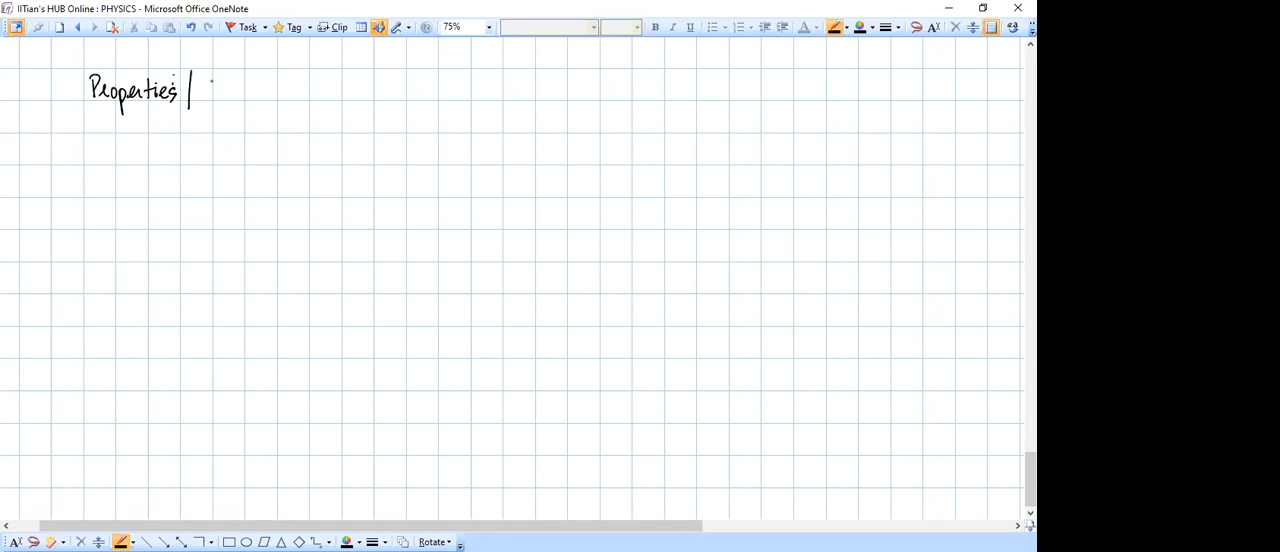 IITian's HUB Online : PHYSICS - Microsoft Office OneNote
Task Tag Clip 75% B I U
Properties |
Rotate